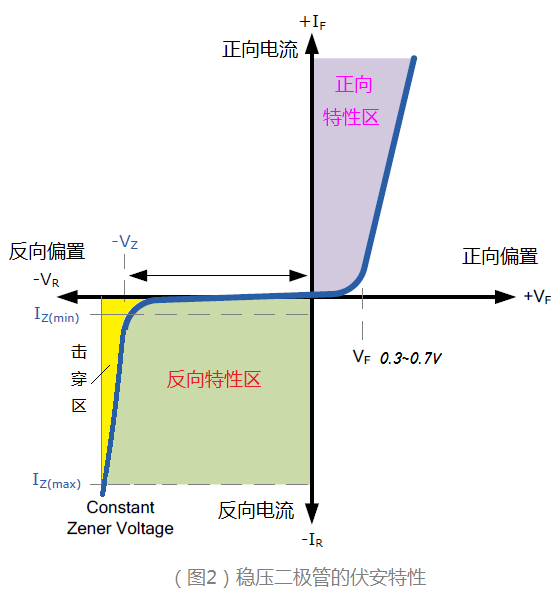 +IF
正向电流
正向
特性区
-VZ
反向偏置
正向偏置
-VR
+VF
IZ(min)
VF 0.3~0.7V
击
穿
区
反向特性区
IZ(max)
Constant
Zener Voltage
反向电流
-IR
（图2）稳压二极管的伏安特性